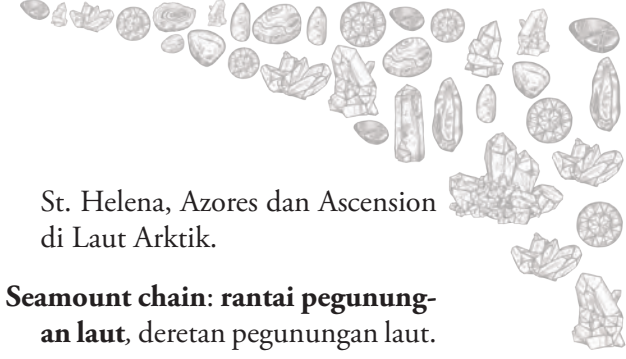 St. Helena, Azores dan Ascension
di Laut Arktik.
Seamount chain: rantai pegunung-
an laut, deretan pegunungan laut.